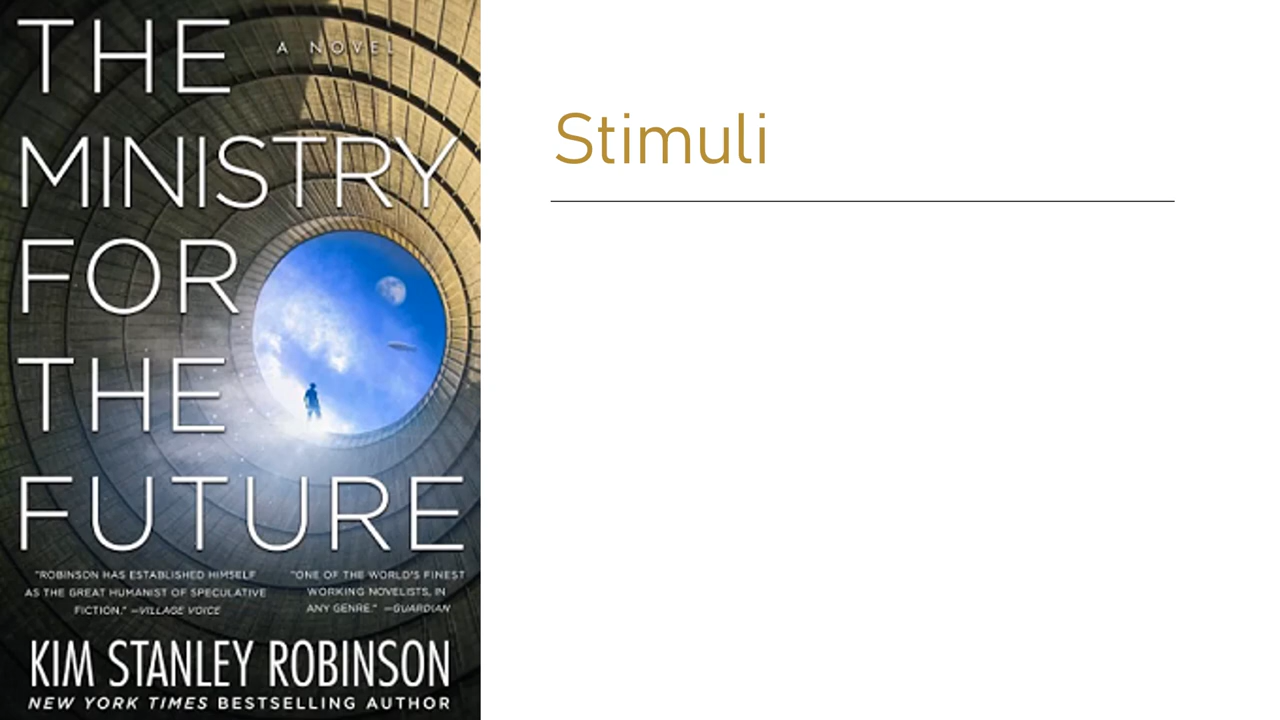 THE
A NOVEL
MINISTRY
FOR
THE
FUTURE
"ROBINSON HAS ESTABLISHED HIMSELF
AS THE GREAT HUMANIST OF SPECULATIVE
FICTION." —VILLAGE VOICE
"ONE OF THE WORLD'S FINEST
WORKING NOVELISTS, IN
ANY GENRE." —GUARDIAN
KIM STANLEY ROBINSON
NEW YORK TIMES BESTSELLING AUTHOR
Stimuli